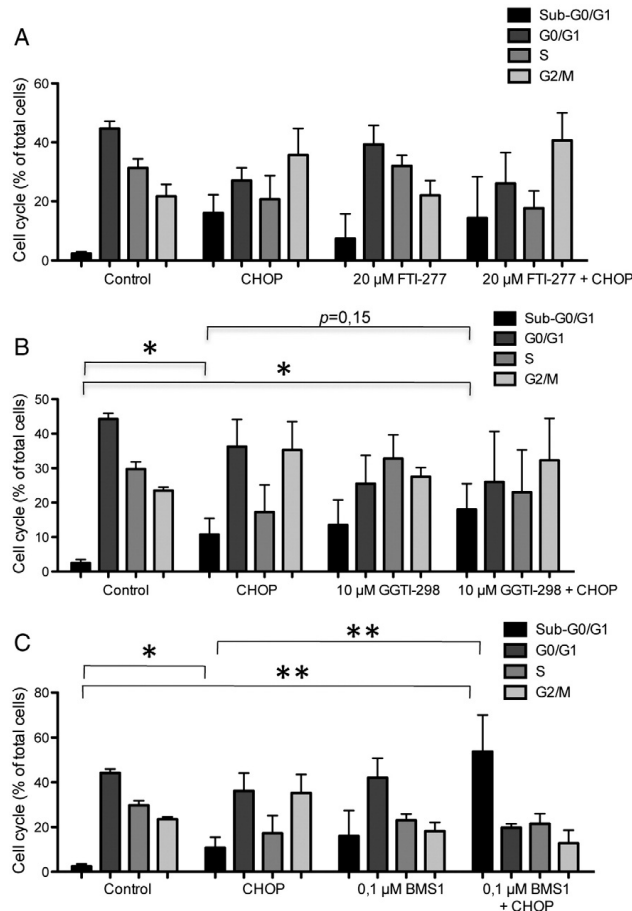 A
Sub-G0/G1
G0/G1
S
G2/M
Cell cycle (% of total cells)
60
40
20
0
Control
CHOP
20 µM FTI-277
20 µM FTI-277 + CHOP
B
p=0,15
Sub-G0/G1
G0/G1
S
G2/M
*
*
Cell cycle (% of total cells)
50
40
30
20
10
0
Control
CHOP
10 µM GGTI-298
10 µM GGTI-298 + CHOP
C
**
Sub-G0/G1
G0/G1
S
G2/M
*
**
Cell cycle (% of total cells)
80
60
40
20
0
Control
CHOP
0,1 µM BMS1
0,1 µM BMS1
+ CHOP